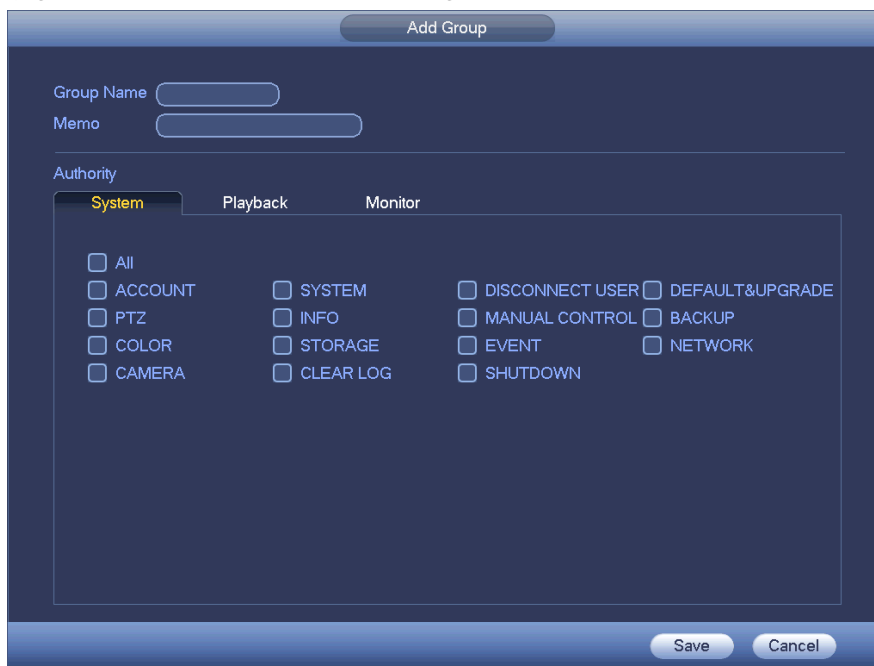 Add Group
Group Name
Memo
Authority
System Playback Monitor
All
ACCOUNT SYSTEM DISCONNECT USER DEFAULT&UPGRADE
PTZ INFO MANUAL CONTROL BACKUP
COLOR STORAGE EVENT NETWORK
CAMERA CLEAR LOG SHUTDOWN
Save Cancel